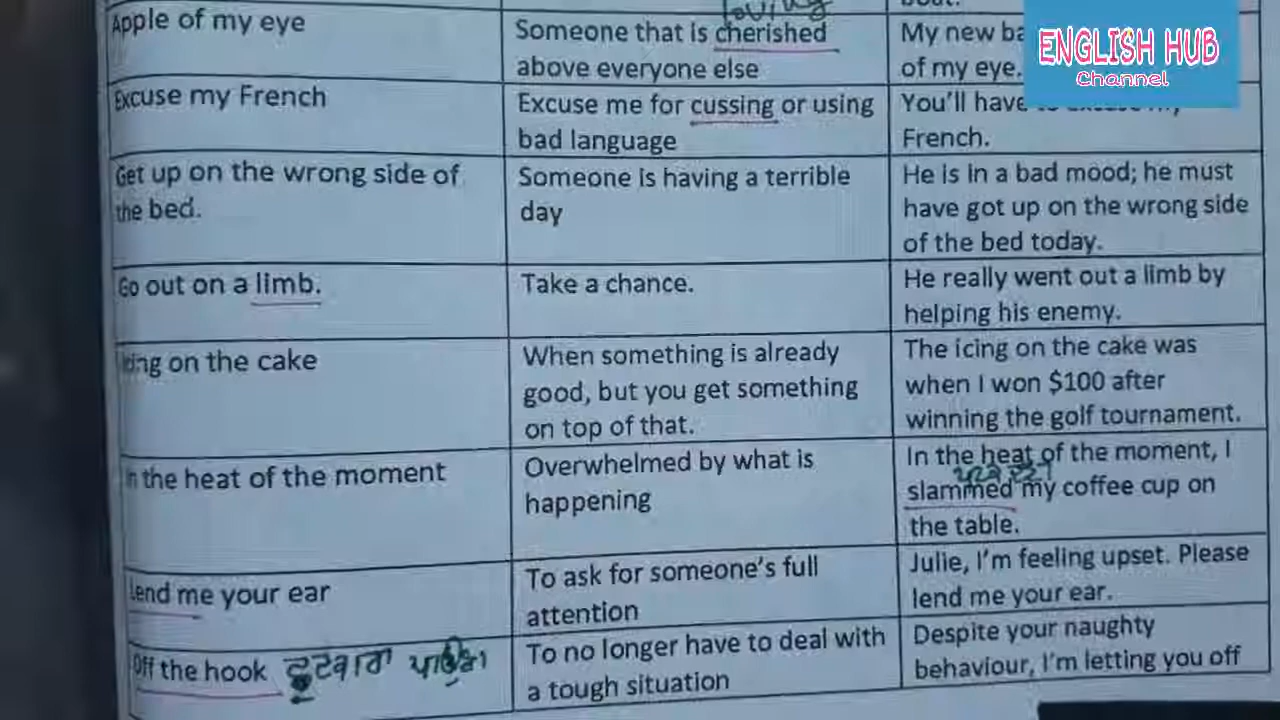 loving
Apple of my eye
Someone that is cherished
above everyone else
My new
of my eye.
ENGLISH HUB
Channel
Excuse my French
Excuse me for cussing or using
bad language
You'll have to excuse my
French.
Get up on the wrong side of
the bed.
Someone is having a terrible
day
He is in a bad mood; he must
have got up on the wrong side
of the bed today.
Go out on a limb.
Take a chance.
He really went out a limb by
helping his enemy.
Icing on the cake
When something is already
good, but you get something
on top of that.
The icing on the cake was
when I won $100 after
winning the golf tournament.
In the heat of the moment
Overwhelmed by what is
happening
In the heat of the moment, I
slammed my coffee cup on
the table.
Lend me your ear
To ask for someone's full
attention
Julie, I'm feeling upset. Please
lend me your ear.
Off the hook ਛੁਟਕਾਰਾ ਪਾਉਣਾ
To no longer have to deal with
a tough situation
Despite your naughty
behaviour, I'm letting you off